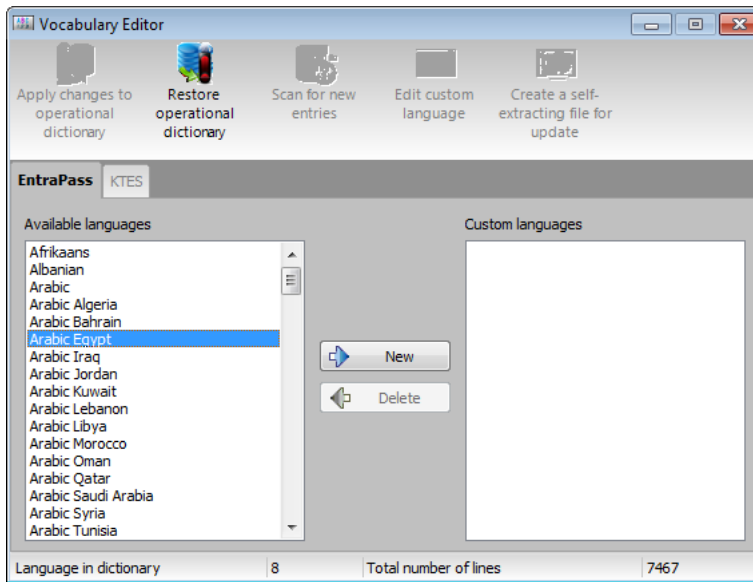 Vocabulary Editor
Apply changes to
operational
dictionary
Restore
operational
dictionary
Scan for new
entries
Edit custom
language
Create a self-
extracting file for
update
EntraPass
KTES
Available languages
Custom languages
Afrikaans
Albanian
Arabic
Arabic Algeria
Arabic Bahrain
Arabic Egypt
Arabic Iraq
Arabic Jordan
Arabic Kuwait
Arabic Lebanon
Arabic Libya
Arabic Morocco
Arabic Oman
Arabic Qatar
Arabic Saudi Arabia
Arabic Syria
Arabic Tunisia
New
Delete
Language in dictionary
8
Total number of lines
7467